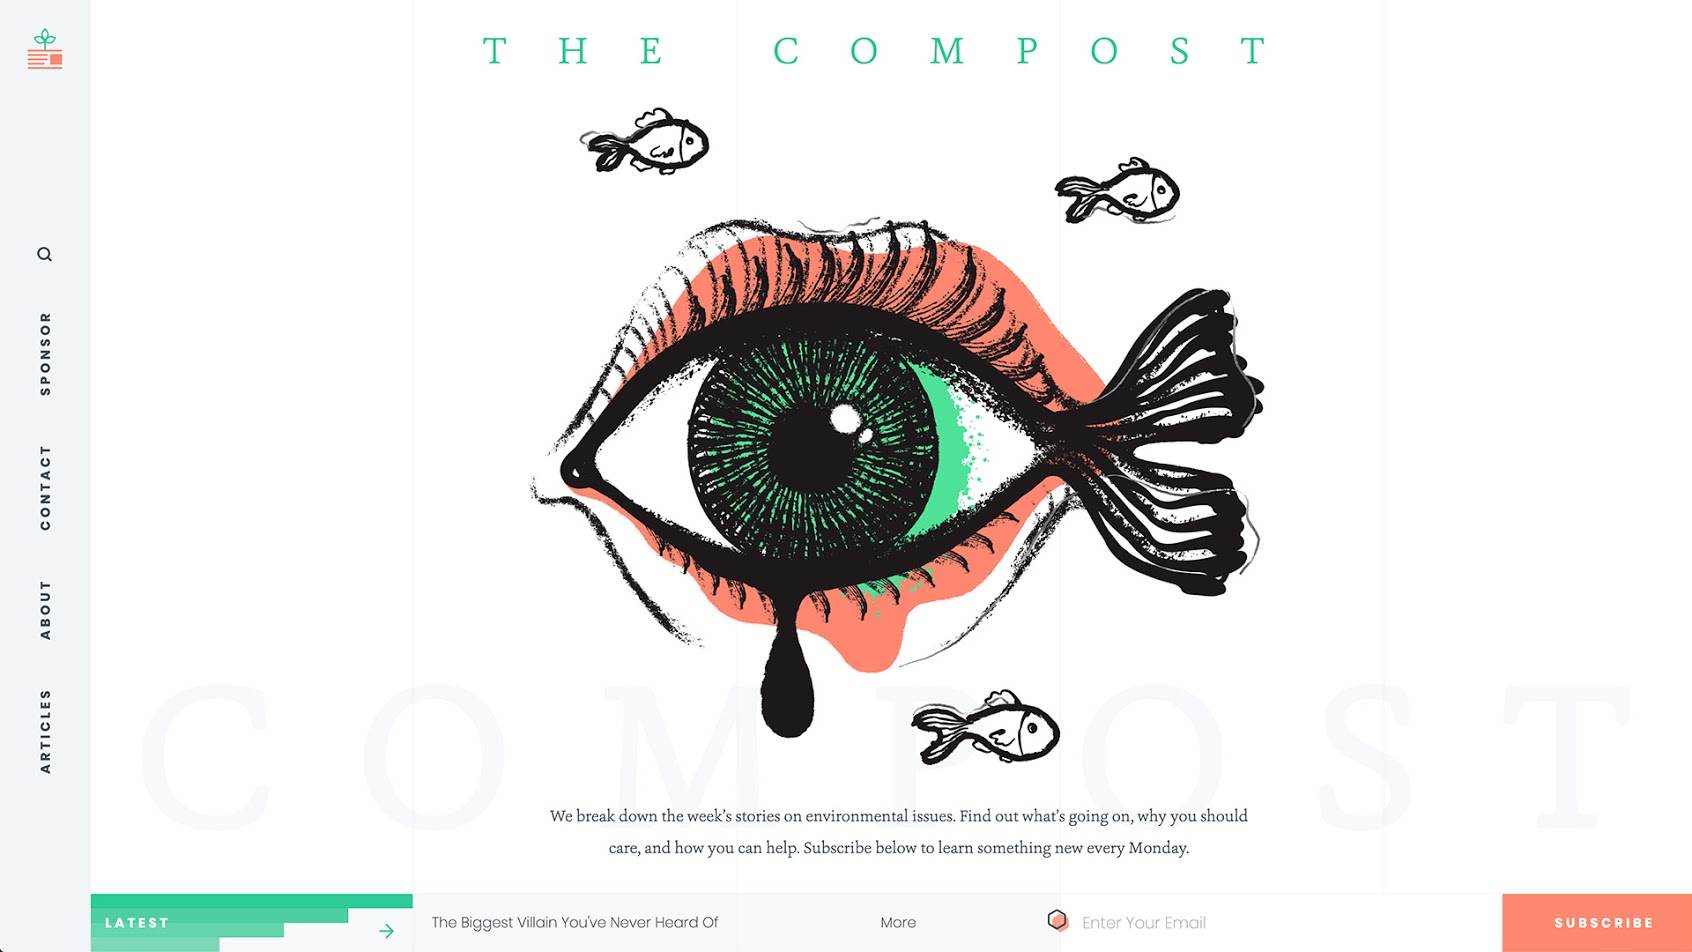 THE COMPOST
SPONSOR
CONTACT
ABOUT
ARTICLES
COMPOST
We break down the week’s stories on environmental issues. Find out what’s going on, why you should
care, and how you can help. Subscribe below to learn something new every Monday.
LATEST
The Biggest Villain You've Never Heard Of
More
Enter Your Email
SUBSCRIBE